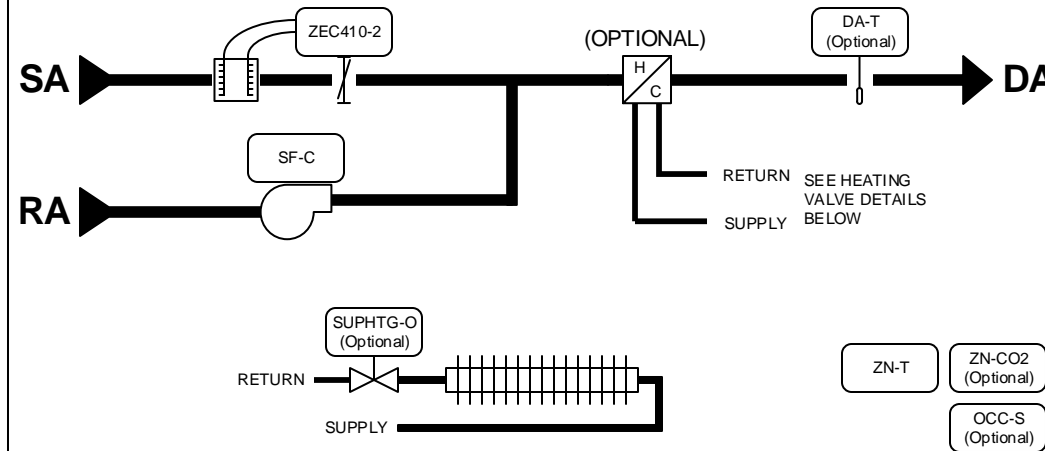 ZEC410-2
(OPTIONAL)
DA-T
(Optional)
SA
H
C
DA
SF-C
RA
RETURN
SUPPLY
SEE HEATING
VALVE DETAILS
BELOW
SUPHTG-O
(Optional)
RETURN
SUPPLY
ZN-T
ZN-CO2
(Optional)
OCC-S
(Optional)